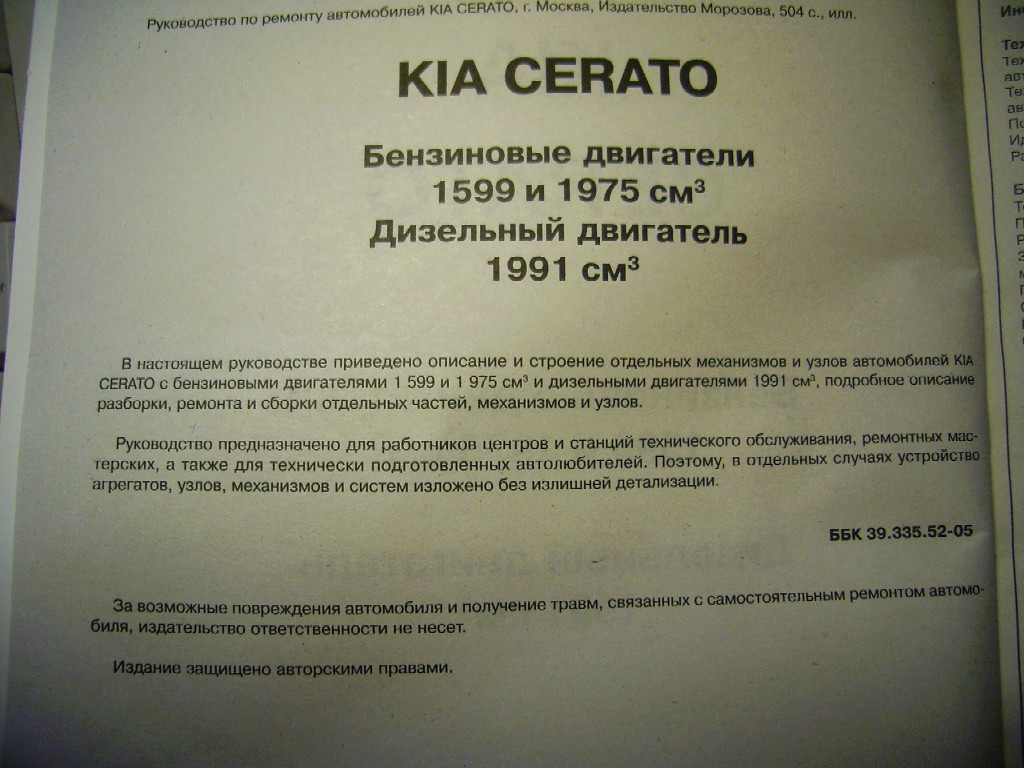 Руководство по ремонту автомобилей KIA CERATO, г. Москва, Издательство Морозова, 504 с., илл.
KIA CERATO
Бензиновые двигатели
1599 и 1975 см³
Дизельный двигатель
1991 см³
В настоящем руководстве приведено описание и строение отдельных механизмов и узлов автомобилей KIA
CERATO с бензиновыми двигателями 1 599 и 1 975 см³ и дизельными двигателями 1991 см³, подробное описание
разборки, ремонта и сборки отдельных частей, механизмов и узлов.
Руководство предназначено для работников центров и станций технического обслуживания, ремонтных мас-
терских, а также для технически подготовленных автолюбителей. Поэтому, в отдельных случаях устройство
агрегатов, узлов, механизмов и систем изложено без излишней детализации.
ББК 39.335.52-05
За возможные повреждения автомобиля и получение травм, связанных с самостоятельным ремонтом автомо-
биля, издательство ответственности не несет.
Издание защищено авторскими правами.